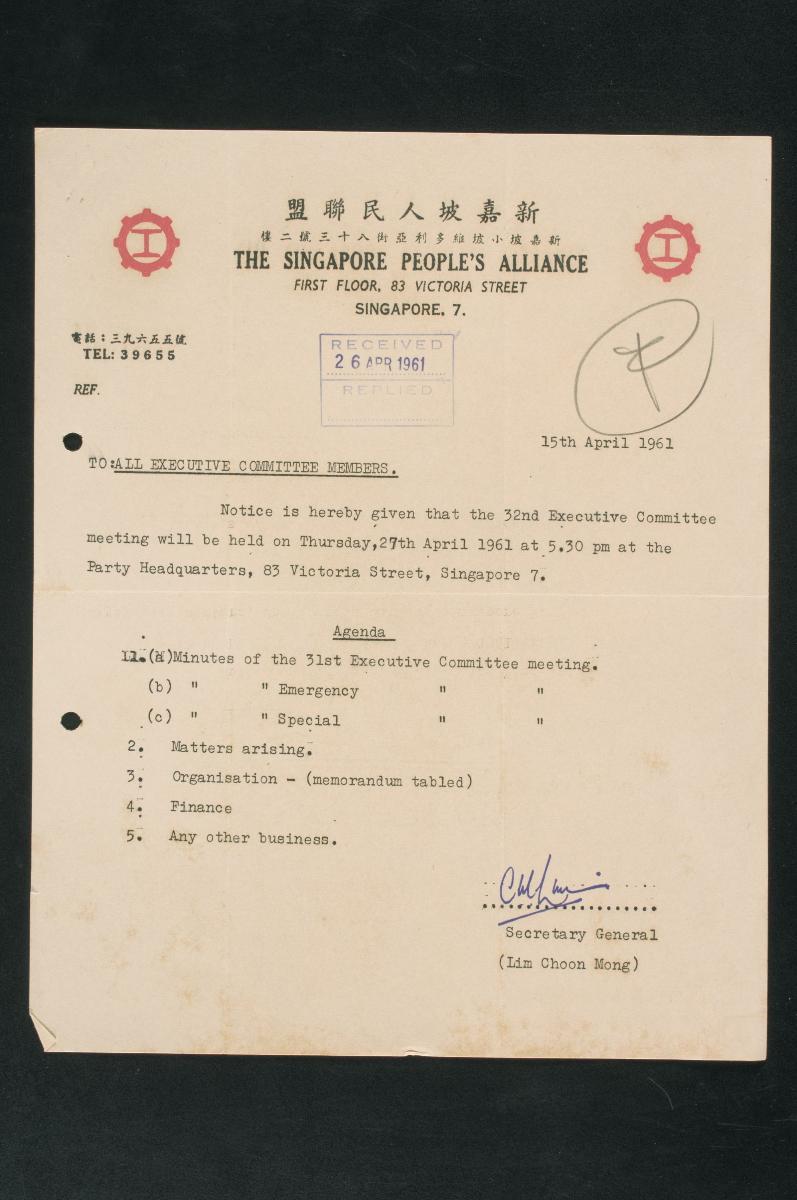 新嘉坡人民聯盟
新嘉坡小坡維多利亞街八十三號二樓
THE SINGAPORE PEOPLE'S ALLIANCE
FIRST FLOOR, 83 VICTORIA STREET
SINGAPORE, 7.
電話：三九六五五號
TEL: 39655
REF.
RECEIVED
26 APR 1961
REPLIED
15th April 1961
TO:ALL EXECUTIVE COMMITTEE MEMBERS.
Notice is hereby given that the 32nd Executive Committee
meeting will be held on Thursday,27th April 1961 at 5.30 pm at the
Party Headquarters, 83 Victoria Street, Singapore 7.
Agenda
1.(a)Minutes of the 31st Executive Committee meeting.
(b) " " Emergency " "
(c) " " Special " "
2. Matters arising.
3. Organisation - (memorandum tabled)
4. Finance
5. Any other business.
Secretary General
(Lim Choon Mong)